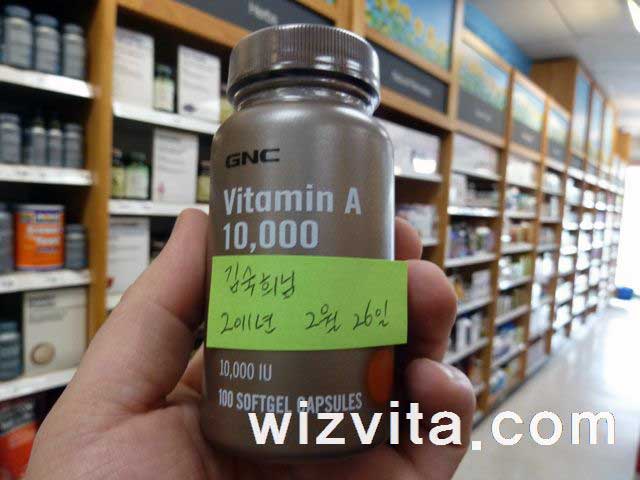 GNC
Vitamin A
10,000
김숙희님
2011년 2월 26일
10,000 IU
100 SOFTGEL CAPSULES
wizvita.com